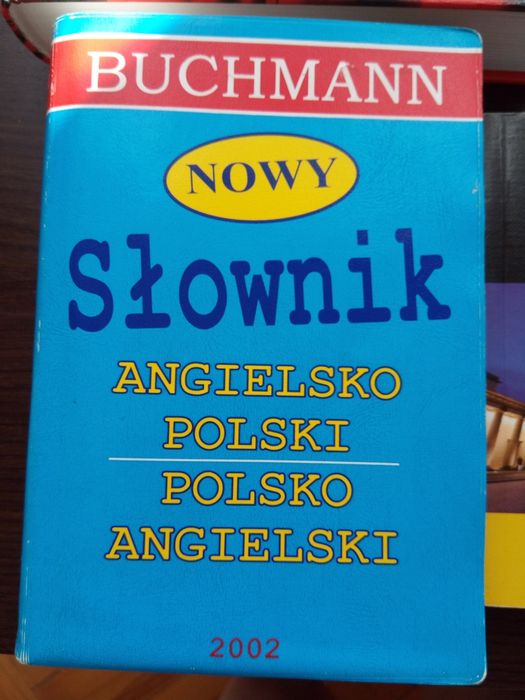 BUCHMANN
NOWY
Słownik
ANGIELSKO
POLSKI
POLSKO
ANGIELSKI
2002